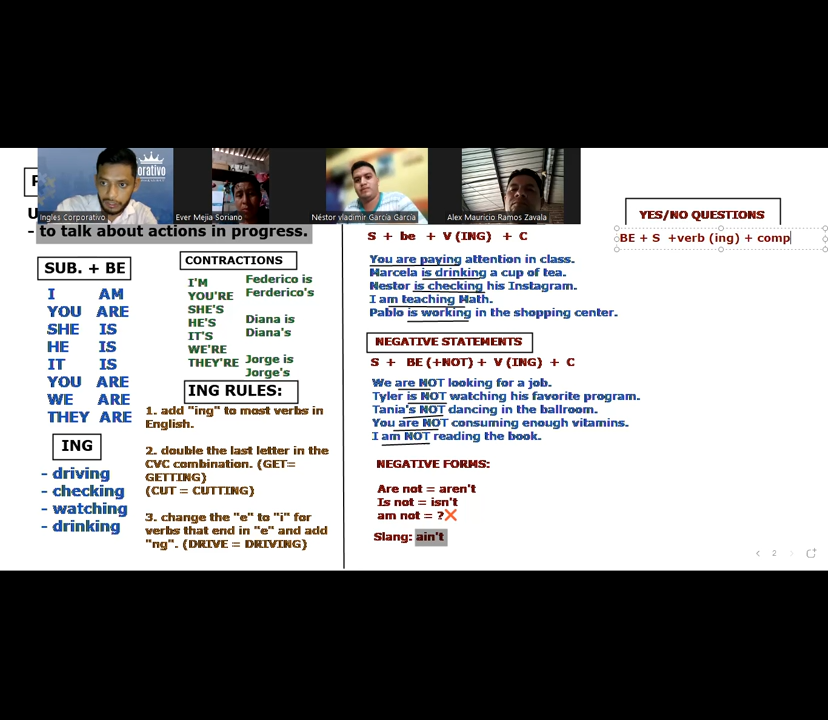 orativo
Ingles Corporativo
Ever Mejia Soriano
Néstor vladimir García García
Alex Mauricio Ramos Zavala
- to talk about actions in progress.
SUB. + BE
I AM
YOU ARE
SHE IS
HE IS
IT IS
YOU ARE
WE ARE
THEY ARE
ING
- driving
- checking
- watching
- drinking
CONTRACTIONS
I'M
YOU'RE
SHE'S
HE'S
IT'S
WE'RE
THEY'RE
Federico is
Ferderico's
Diana is
Diana's
Jorge is
Jorge's
ING RULES:
1. add "ing" to most verbs in
English.
2. double the last letter in the
CVC combination. (GET=
GETTING)
(CUT = CUTTING)
3. change the "e" to "i" for
verbs that end in "e" and add
"ng". (DRIVE = DRIVING)
S + be + V (ING) + C
You are paying attention in class.
Marcela is drinking a cup of tea.
Nestor is checking his Instagram.
I am teaching Math.
Pablo is working in the shopping center.
NEGATIVE STATEMENTS
S + BE (+NOT) + V (ING) + C
We are NOT looking for a job.
Tyler is NOT watching his favorite program.
Tania's NOT dancing in the ballroom.
You are NOT consuming enough vitamins.
I am NOT reading the book.
NEGATIVE FORMS:
Are not = aren't
Is not = isn't
am not = ?❌
Slang: ain't
YES/NO QUESTIONS
BE + S +verb (ing) + comp
2